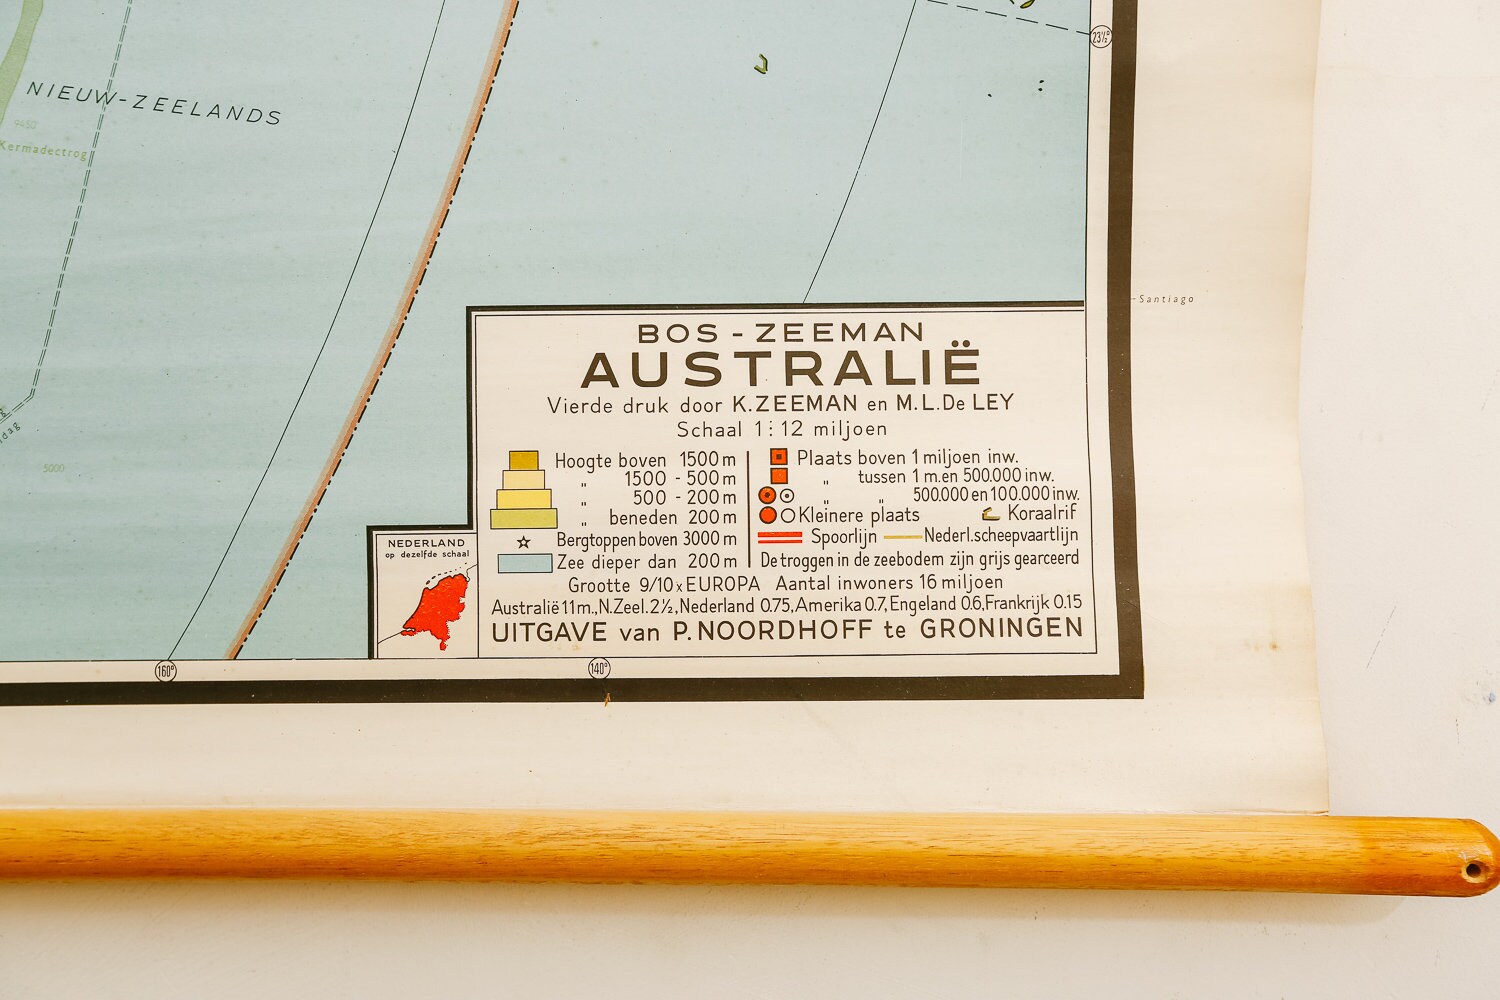 23½°
NIEUW-ZEELANDS
9450
Kermadectrog
Santiago
5000
BOS - ZEEMAN
AUSTRALIË
Vierde druk door K. ZEEMAN en M.L. De LEY
Schaal 1 : 12 miljoen
Hoogte boven 1500 m
„ 1500 - 500 m
„ 500 - 200 m
„ beneden 200 m
Bergtoppen boven 3000 m
Zee dieper dan 200 m
Plaats boven 1 miljoen inw.
„ tussen 1 m. en 500.000 inw.
„ „ 500.000 en 100.000 inw.
Kleinere plaats Koraalrif
Spoorlijn Nederl. scheepvaartlijn
De troggen in de zeebodem zijn grijs gearceerd
Grootte 9/10 x EUROPA Aantal inwoners 16 miljoen
Australië 11 m., N. Zeel. 2½, Nederland 0.75, Amerika 0.7, Engeland 0.6, Frankrijk 0.15
UITGAVE van P. NOORDHOFF te GRONINGEN
NEDERLAND
op dezelfde schaal
160°
140°